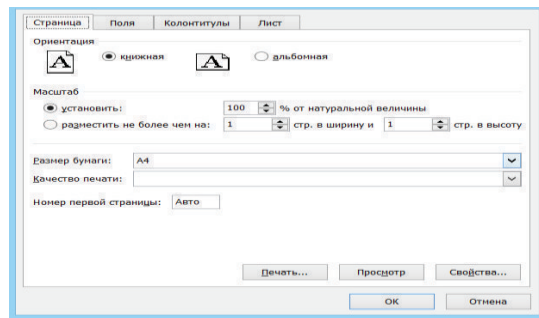 Страница Поля Колонтитулы Лист
Ориентация
A книжная A альбомная
Масштаб
установить: 100 % от натуральной величины
разместить не более чем на: 1 стр. в ширину и 1 стр. в высоту
Размер бумаги: A4
Качество печати:
Номер первой страницы: Авто
Печать... Просмотр Свойства...
ОК Отмена